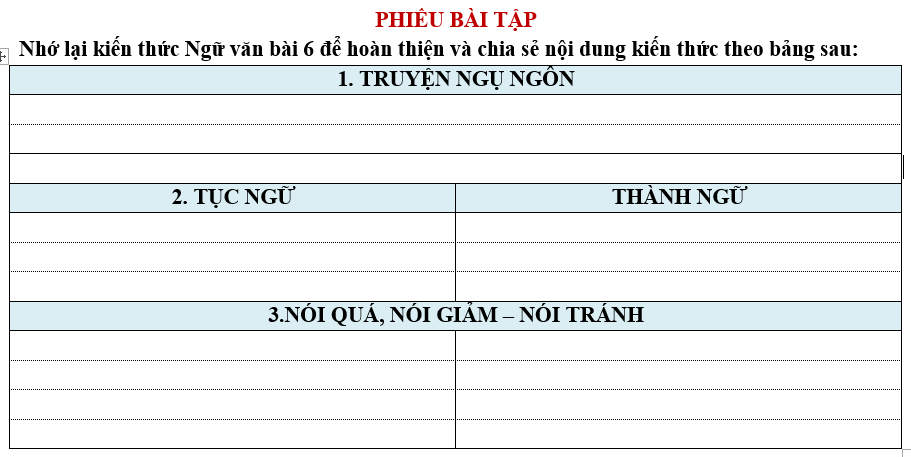 PHIẾU BÀI TẬP
Nhớ lại kiến thức Ngữ văn bài 6 để hoàn thiện và chia sẻ nội dung kiến thức theo bảng sau:
1. TRUYỆN NGỤ NGÔN
2. TỤC NGỮ
THÀNH NGỮ
3.NÓI QUÁ, NÓI GIẢM – NÓI TRÁNH